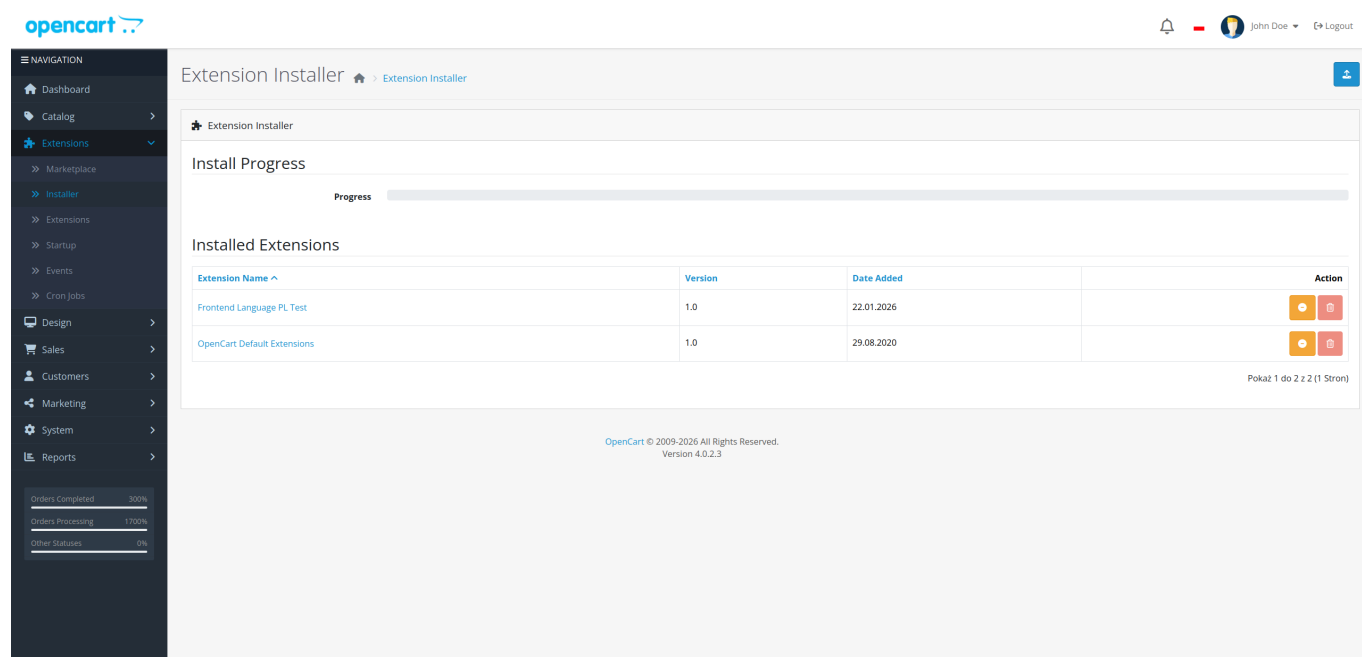 opencart
John Doe
Logout
NAVIGATION
Dashboard
Catalog
Extensions
Marketplace
Installer
Extensions
Startup
Events
Cron Jobs
Design
Sales
Customers
Marketing
System
Reports
Orders Completed 300%
Orders Processing 1700%
Other Statuses 0%
Extension Installer > Extension Installer
Extension Installer
Install Progress
Progress
Installed Extensions
Extension Name Version Date Added Action
Frontend Language PL Test 1.0 22.01.2026
OpenCart Default Extensions 1.0 29.08.2020
Pokaż 1 do 2 z 2 (1 Stron)
OpenCart © 2009-2026 All Rights Reserved.
Version 4.0.2.3